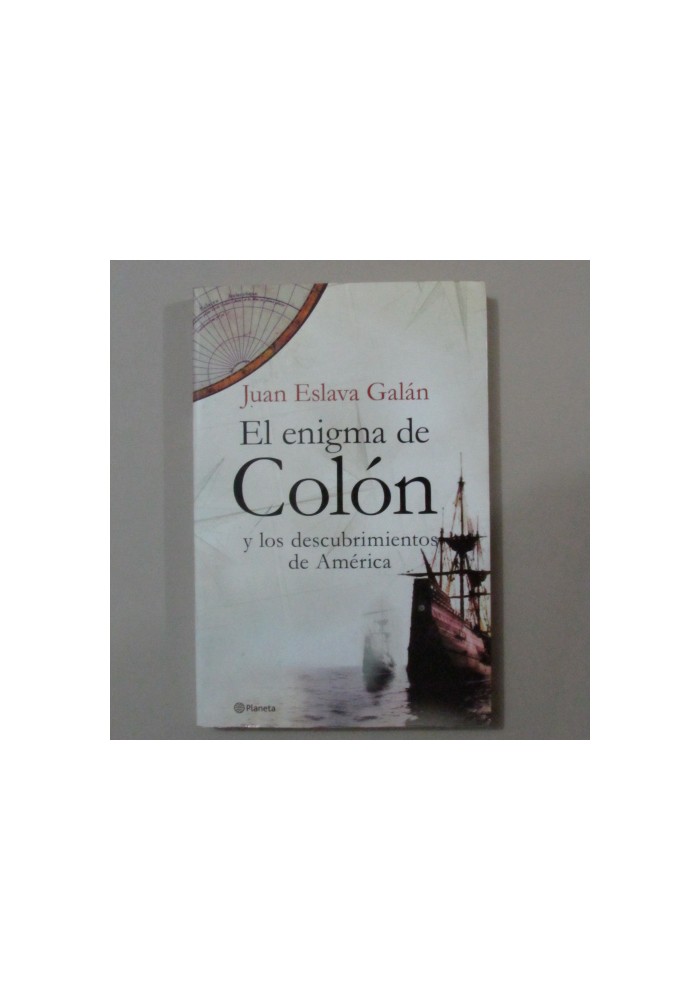 Juan Eslava Galán
El enigma de
Colón
y los descubrimientos
de América
Planeta